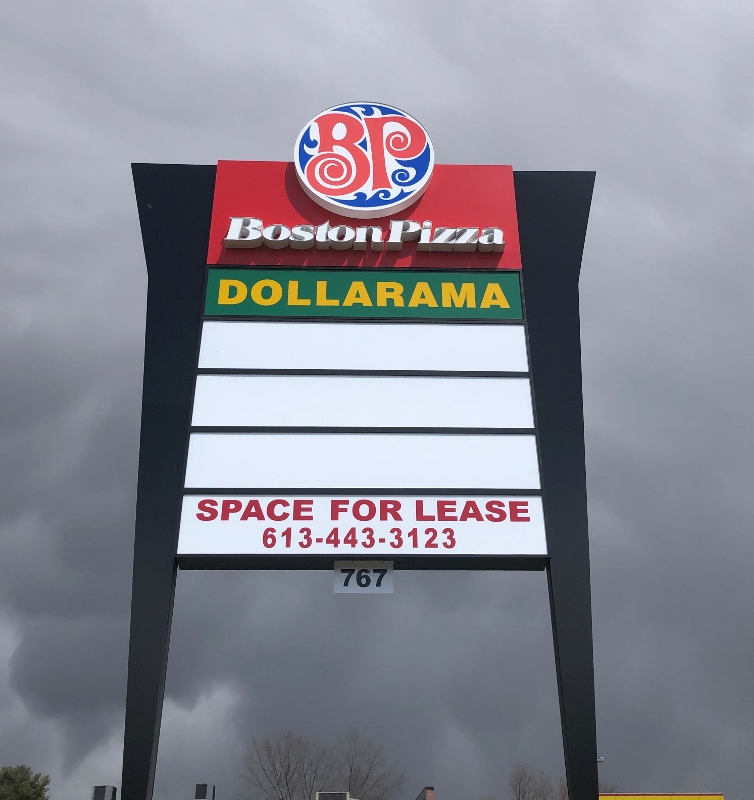 BP
Boston Pizza
DOLLARAMA
SPACE FOR LEASE
613-443-3123
767